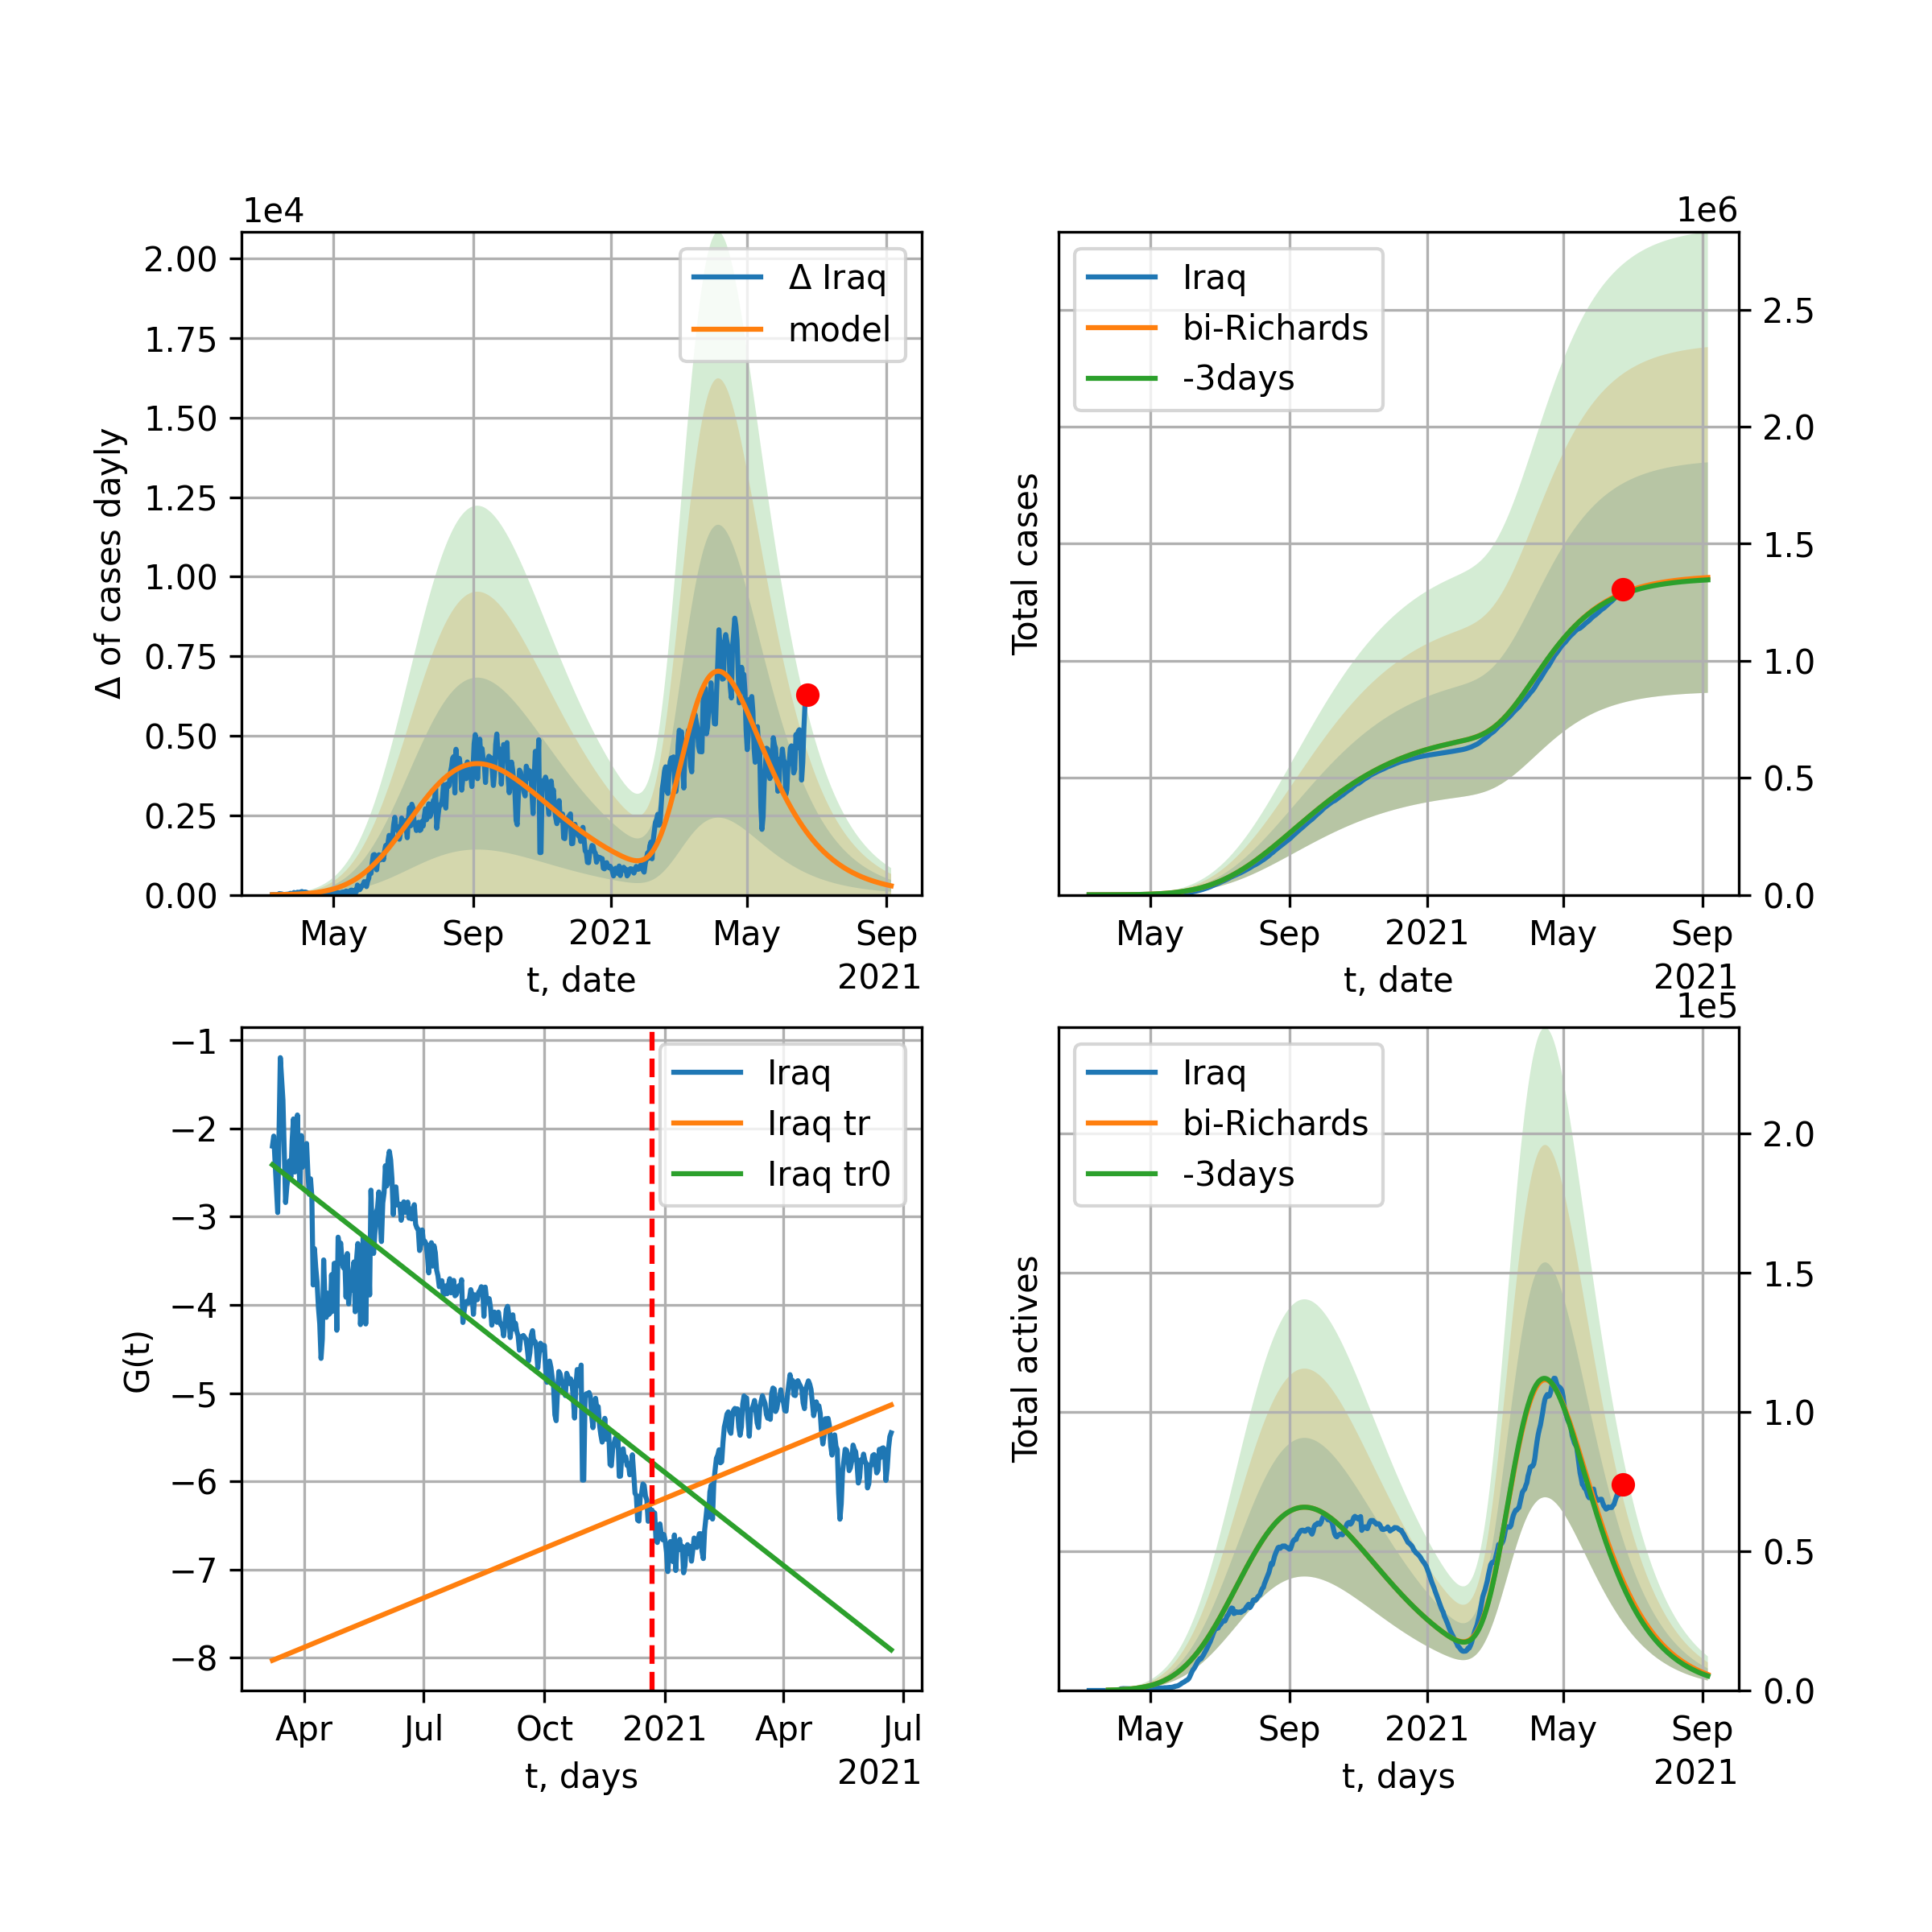 1e4
2.00
1.75
1.50
1.25
1.00
0.75
0.50
0.25
0.00
Δ of cases dayly
Δ Iraq
model
May Sep 2021 May Sep
2021
t, date
1e6
2.5
2.0
1.5
1.0
0.5
0.0
Total cases
Iraq
bi-Richards
-3days
May Sep 2021 May Sep
2021
t, date
−1
−2
−3
−4
−5
−6
−7
−8
G(t)
Iraq
Iraq tr
Iraq tr0
Apr Jul Oct 2021 Apr Jul
2021
t, days
1e5
2.0
1.5
1.0
0.5
0.0
Total actives
Iraq
bi-Richards
-3days
May Sep 2021 May Sep
2021
t, days